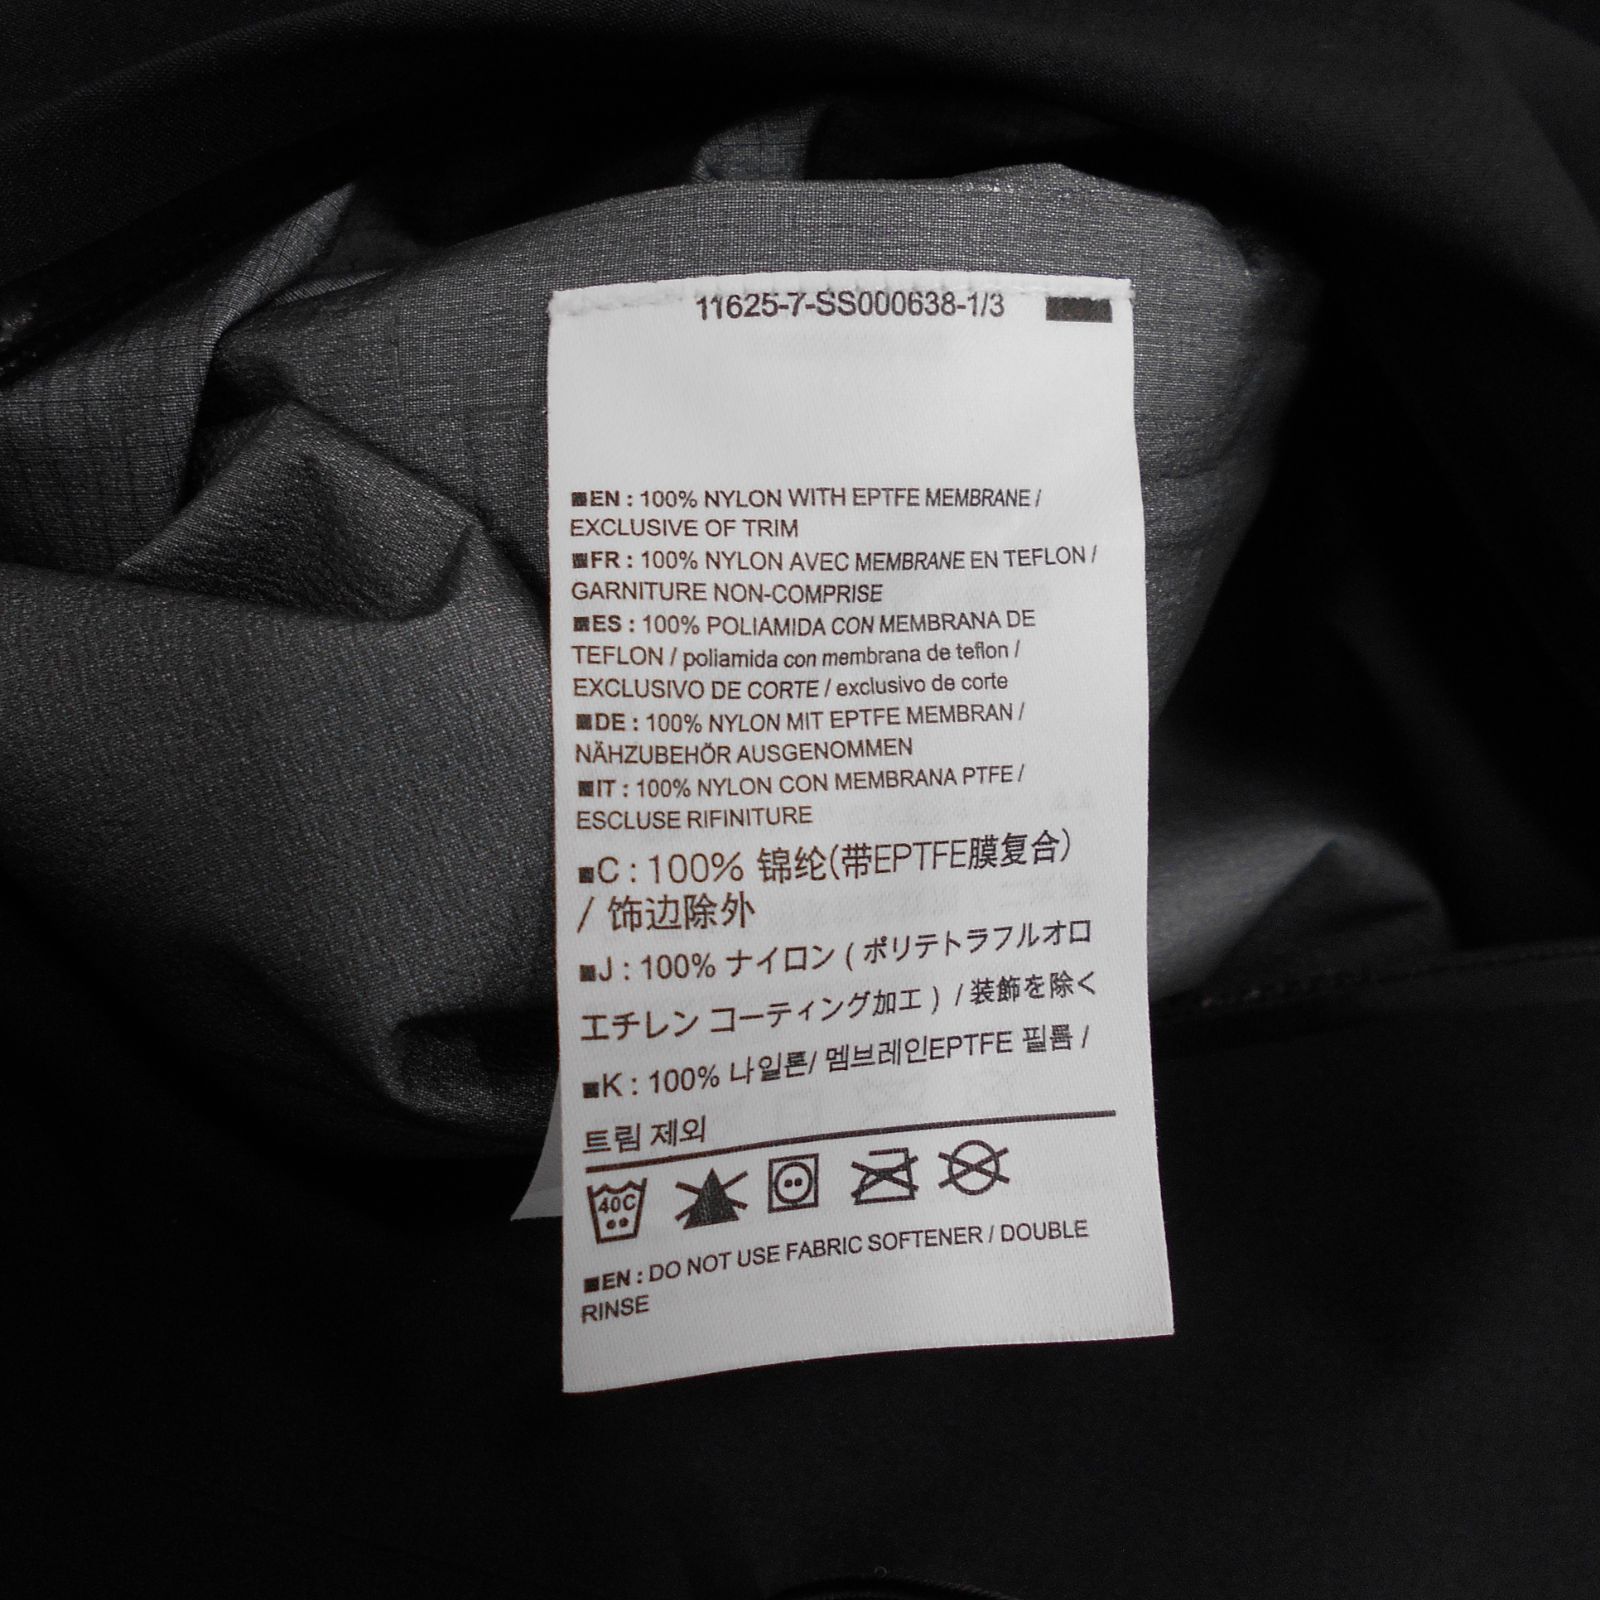 11625-7-SS000638-1/3
■EN : 100% NYLON WITH EPTFE MEMBRANE /
EXCLUSIVE OF TRIM
■FR : 100% NYLON AVEC MEMBRANE EN TEFLON /
GARNITURE NON-COMPRISE
■ES : 100% POLIAMIDA CON MEMBRANA DE
TEFLON / poliamida con membrana de teflon /
EXCLUSIVO DE CORTE / exclusivo de corte
■DE : 100% NYLON MIT EPTFE MEMBRAN /
NÄHZUBEHÖR AUSGENOMMEN
■IT : 100% NYLON CON MEMBRANA PTFE /
ESCLUSE RIFINITURE
■C : 100% 锦纶(带EPTFE膜复合)
/ 饰边除外
■J : 100% ナイロン ( ポリテトラフルオロ
エチレン コーティング加工 ) / 装飾を除く
■K : 100% 나일론/ 멤브레인EPTFE 필름 /
트림 제외
40C
■EN : DO NOT USE FABRIC SOFTENER / DOUBLE
RINSE